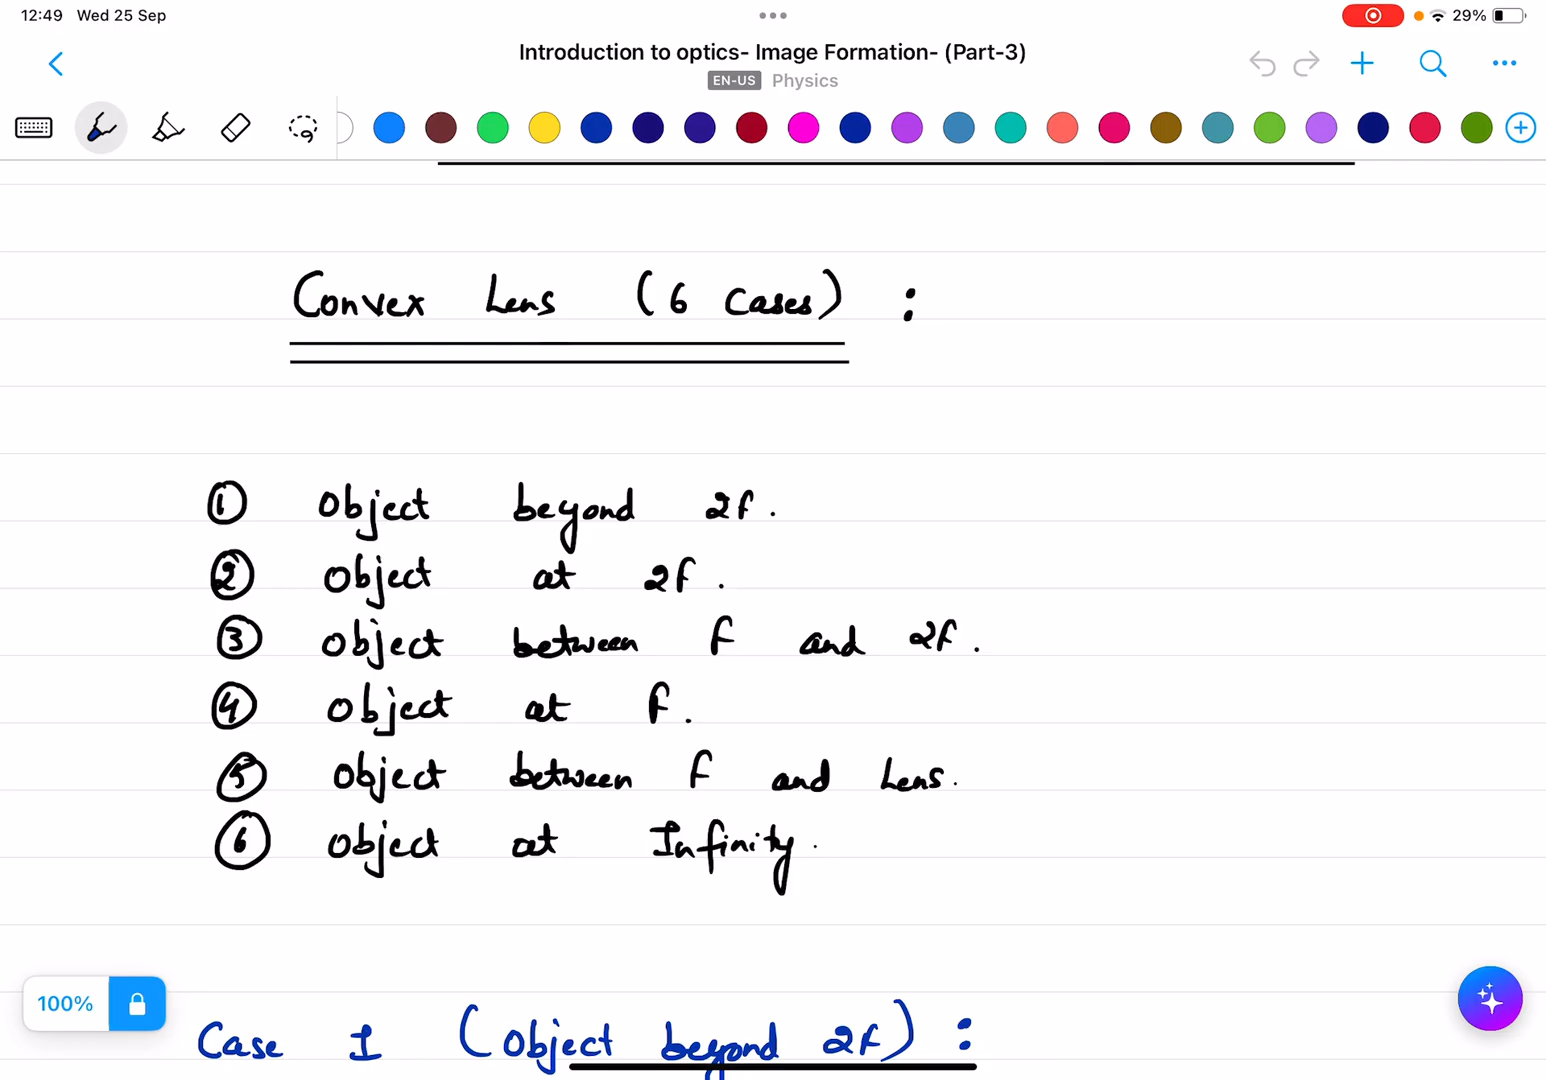 12:49 Wed 25 Sep
29%
Introduction to optics- Image Formation- (Part-3)
EN-US Physics
Convex Lens (6 Cases) :
① object beyond 2f.
② object at 2f.
③ object between f and 2f.
④ object at f.
⑤ object between f and Lens.
⑥ object at Infinity.
100%
Case I (object beyond 2f) :